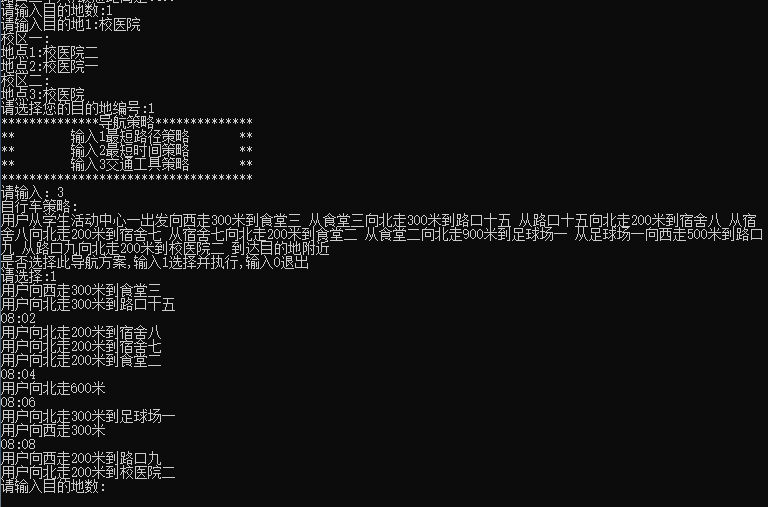 请输入目的地数:1
请输入目的地1:校医院
校区一:
地点1:校医院二
地点2:校医院一
校区二:
地点3:校医院
请选择您的目的地编号:1
**************导航策略**************
**        输入1最短路径策略       **
**        输入2最短时间策略       **
**        输入3交通工具策略       **
************************************
请输入: 3
自行车策略:
用户从学生活动中心一出发向西走300米到食堂三 从食堂三向北走300米到路口十五 从路口十五向北走200米到宿舍八 从宿
舍八向北走200米到宿舍七 从宿舍七向北走200米到食堂二 从食堂二向北走900米到足球场一 从足球场一向西走500米到路口
九 从路口九向北走200米到校医院二 到达目的地附近
是否选择此导航方案,输入1选择并执行,输入0退出
请选择:1
用户向西走300米到食堂三
用户向北走300米到路口十五
08:02
用户向北走200米到宿舍八
用户向北走200米到宿舍七
用户向北走200米到食堂二
08:04
用户向北走600米
08:06
用户向北走300米到足球场一
用户向西走300米
08:08
用户向西走200米到路口九
用户向北走200米到校医院二
请输入目的地数: